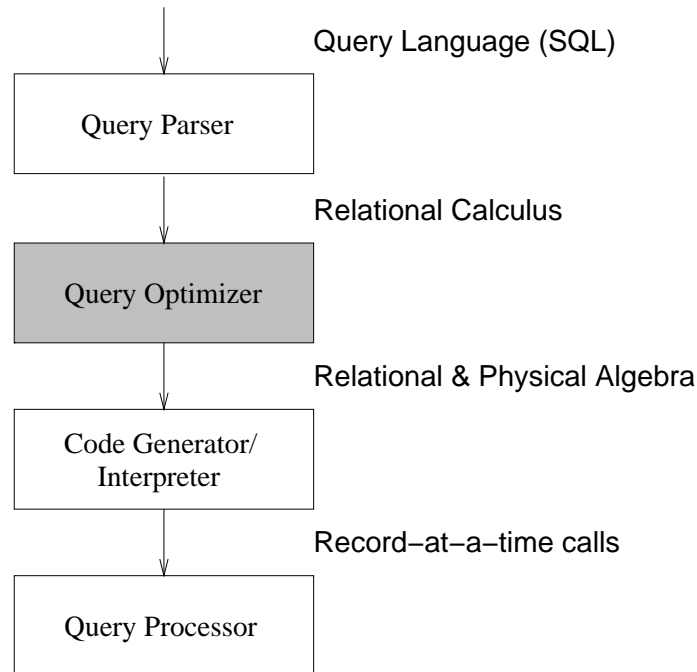 Query Language (SQL)
Query Parser
Relational Calculus
Query Optimizer
Relational & Physical Algebra
Code Generator/
Interpreter
Record−at−a−time calls
Query Processor